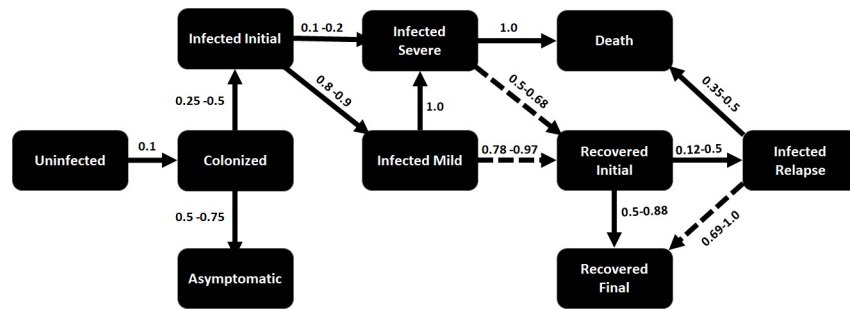 Infected Initial
0.1 -0.2
Infected
Severe
1.0
Death
0.25 -0.5
0.8 -0.9
1.0
0.5-0.68
0.35-0.5
Uninfected
0.1
Colonized
Infected Mild
0.78 -0.97
Recovered
Initial
0.12-0.5
Infected
Relapse
0.5 -0.75
0.5-0.88
0.69-1.0
Asymptomatic
Recovered
Final